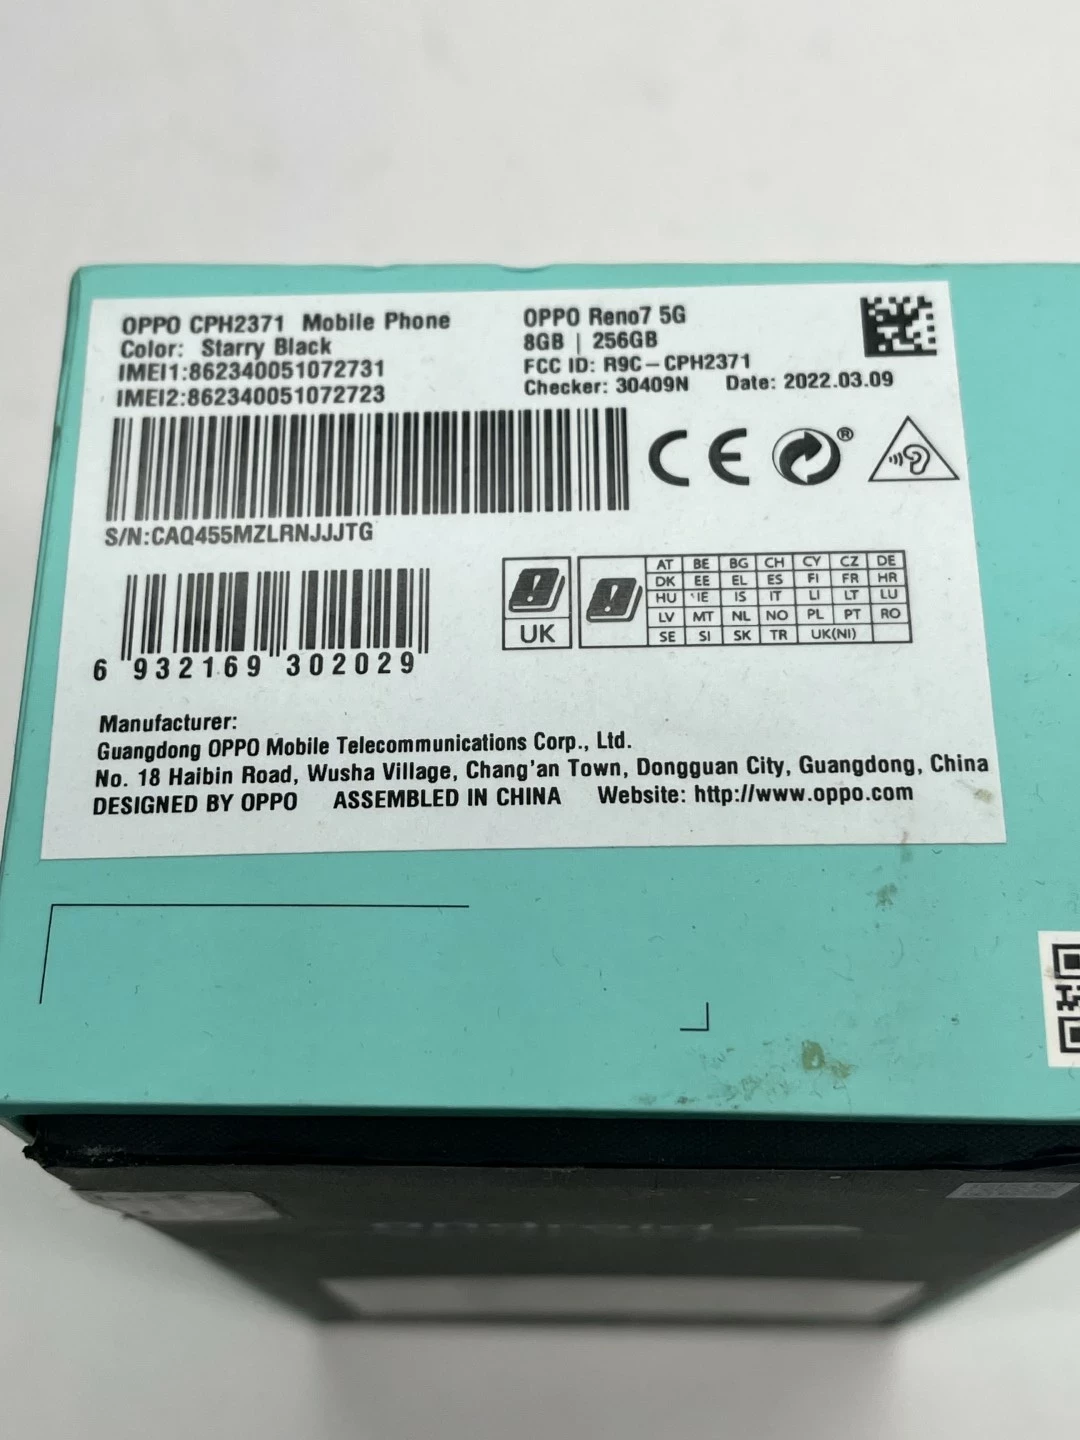 OPPO CPH2371 Mobile Phone
Color: Starry Black
IMEI1:862340051072731
IMEI2:862340051072723
OPPO Reno7 5G
8GB | 256GB
FCC ID: R9C-CPH2371
Checker: 30409N Date: 2022.03.09
CE
®
S/N:CAQ455MZLRNJJJTG
6 932169 302029
UK
AT BE BG CH CY CZ DE
DK EE EL ES FI FR HR
HU IE IS IT LI LT LU
LV MT NL NO PL PT RO
SE SI SK TR UK(NI)
Manufacturer:
Guangdong OPPO Mobile Telecommunications Corp., Ltd.
No. 18 Haibin Road, Wusha Village, Chang'an Town, Dongguan City, Guangdong, China
DESIGNED BY OPPO ASSEMBLED IN CHINA Website: http://www.oppo.com